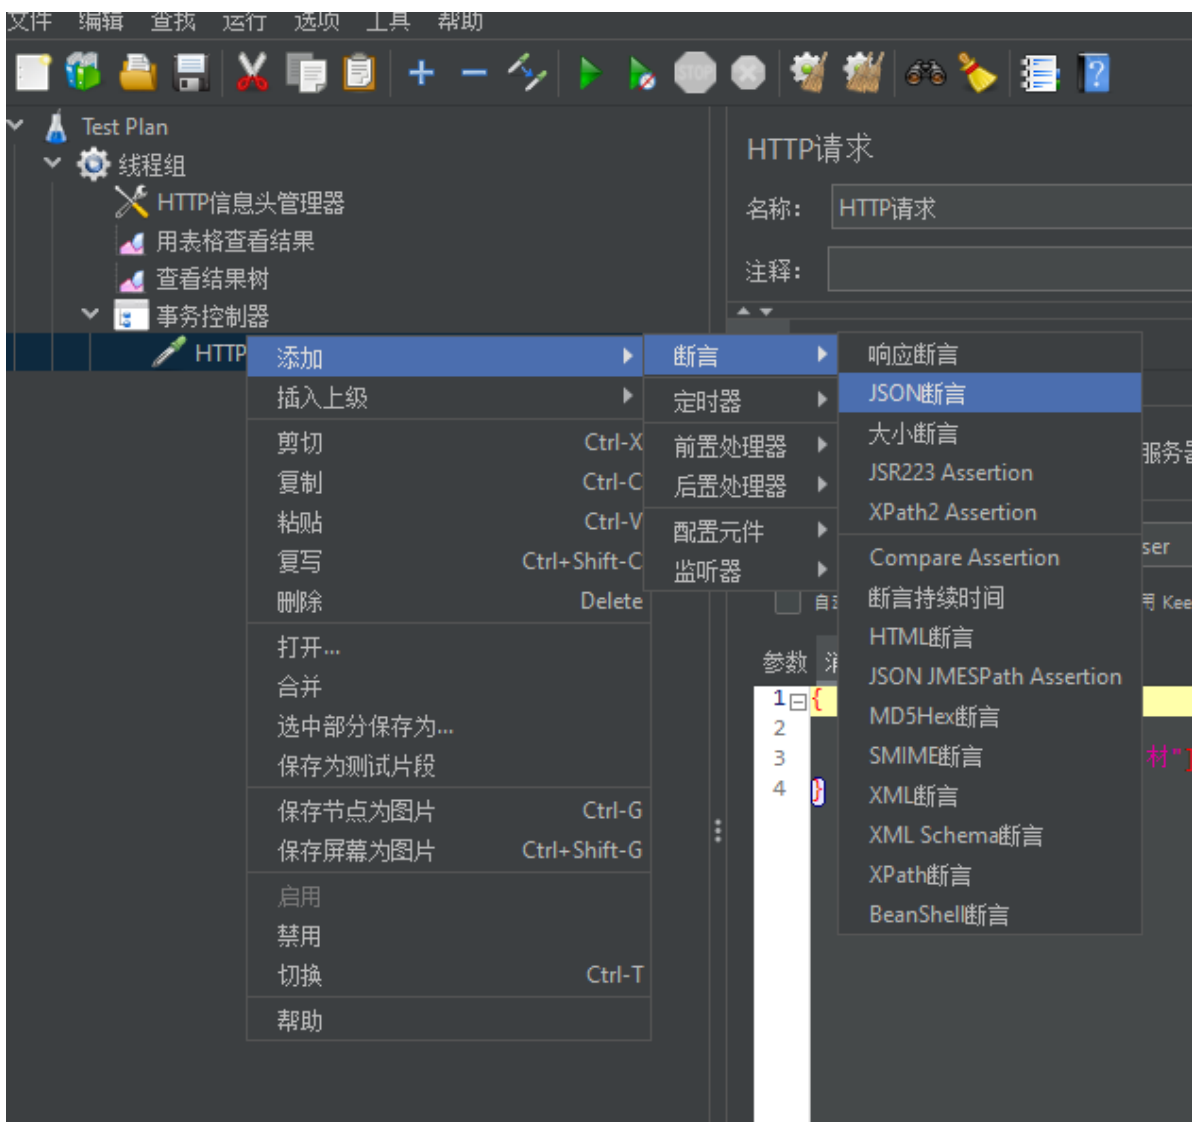 文件 编辑 查找 运行 选项 工具 帮助
STOP
Test Plan
线程组
HTTP信息头管理器
用表格查看结果
查看结果树
事务控制器
HTTP
HTTP请求
名称: HTTP请求
注释:
添加
插入上级
剪切 Ctrl-X
复制 Ctrl-C
粘贴 Ctrl-V
复写 Ctrl+Shift-C
删除 Delete
打开...
合并
选中部分保存为...
保存为测试片段
保存节点为图片 Ctrl-G
保存屏幕为图片 Ctrl+Shift-G
启用
禁用
切换 Ctrl-T
帮助
断言
定时器
前置处理器
后置处理器
配置元件
监听器
响应断言
JSON断言
大小断言
JSR223 Assertion
XPath2 Assertion
Compare Assertion
断言持续时间
HTML断言
JSON JMESPath Assertion
MD5Hex断言
SMIME断言
XML断言
XML Schema断言
XPath断言
BeanShell断言
服务器
ser
自
用 Kee
参数 消
1 {
2
3 材"]
4 }